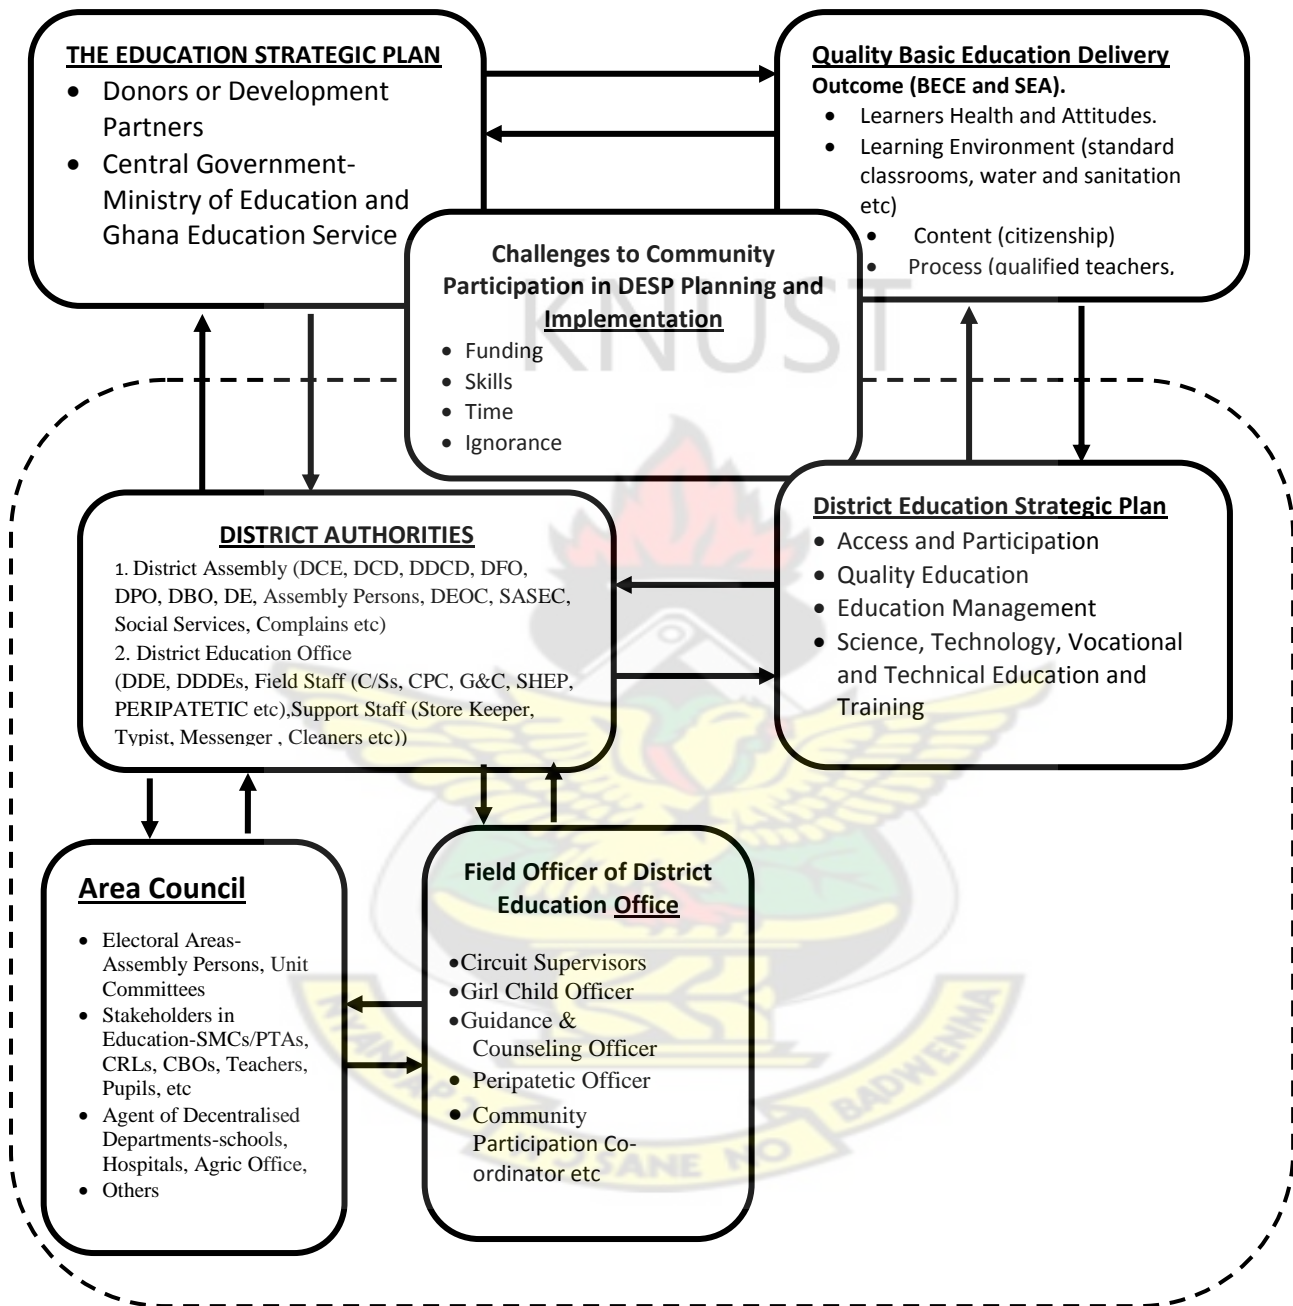 THE EDUCATION STRATEGIC PLAN
• Donors or Development
Partners
• Central Government-
Ministry of Education and
Ghana Education Service
Quality Basic Education Delivery
Outcome (BECE and SEA).
• Learners Health and Attitudes.
• Learning Environment (standard
classrooms, water and sanitation
etc)
• Content (citizenship)
• Process (qualified teachers,
Challenges to Community
Participation in DESP Planning and
Implementation
• Funding
• Skills
• Time
• Ignorance
KNUST
DISTRICT AUTHORITIES
1. District Assembly (DCE, DCD, DDCD, DFO,
DPO, DBO, DE, Assembly Persons, DEOC, SASEC,
Social Services, Complains etc)
2. District Education Office
(DDE, DDDEs, Field Staff (C/Ss, CPC, G&C, SHEP,
PERIPATETIC etc),Support Staff (Store Keeper,
Typist, Messenger , Cleaners etc))
District Education Strategic Plan
• Access and Participation
• Quality Education
• Education Management
• Science, Technology, Vocational
and Technical Education and
Training
Area Council
• Electoral Areas-
Assembly Persons, Unit
Committees
• Stakeholders in
Education-SMCs/PTAs,
CRLs, CBOs, Teachers,
Pupils, etc
• Agent of Decentralised
Departments-schools,
Hospitals, Agric Office,
• Others
Field Officer of District
Education Office
•Circuit Supervisors
•Girl Child Officer
•Guidance &
Counseling Officer
• Peripatetic Officer
• Community
Participation Co-
ordinator etc
SANE NO
BADWENMA